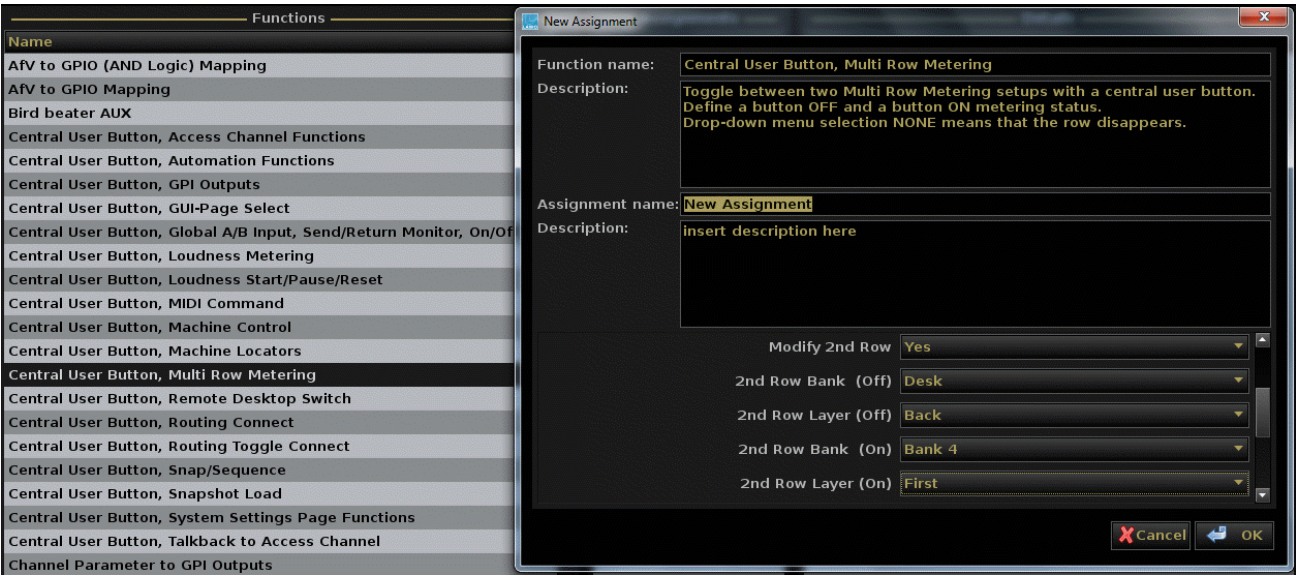 Functions
Name
AfV to GPIO (AND Logic) Mapping
AfV to GPIO Mapping
Bird beater AUX
Central User Button, Access Channel Functions
Central User Button, Automation Functions
Central User Button, GPI Outputs
Central User Button, GUI-Page Select
Central User Button, Global A/B Input, Send/Return Monitor, On/Of
Central User Button, Loudness Metering
Central User Button, Loudness Start/Pause/Reset
Central User Button, MIDI Command
Central User Button, Machine Control
Central User Button, Machine Locators
Central User Button, Multi Row Metering
Central User Button, Remote Desktop Switch
Central User Button, Routing Connect
Central User Button, Routing Toggle Connect
Central User Button, Snap/Sequence
Central User Button, Snapshot Load
Central User Button, System Settings Page Functions
Central User Button, Talkback to Access Channel
Channel Parameter to GPI Outputs
New Assignment
Function name: Central User Button, Multi Row Metering
Description: Toggle between two Multi Row Metering setups with a central user button.
Define a button OFF and a button ON metering status.
Drop-down menu selection NONE means that the row disappears.
Assignment name: New Assignment
Description: insert description here
Modify 2nd Row Yes
2nd Row Bank (Off) Desk
2nd Row Layer (Off) Back
2nd Row Bank (On) Bank 4
2nd Row Layer (On) First
Cancel OK